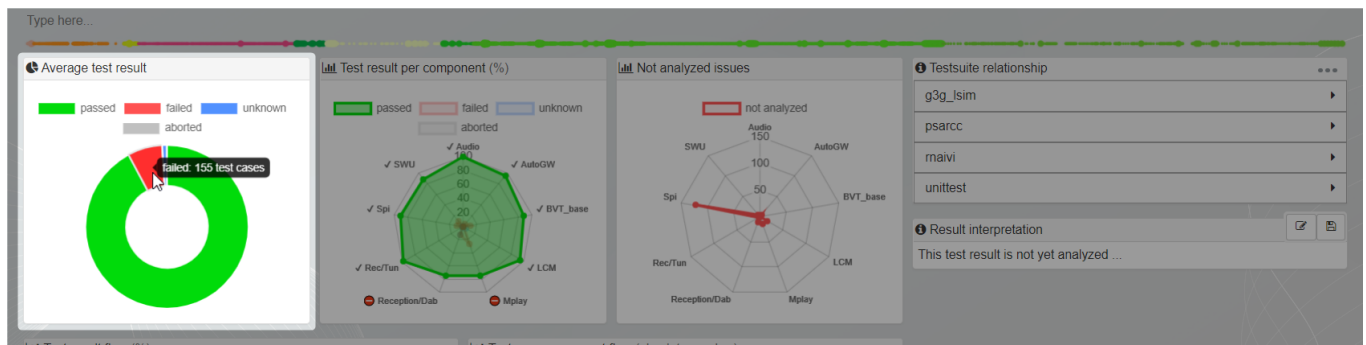 Type here...
Average test result
passed
failed
unknown
aborted
failed: 155 test cases
Test result per component (%)
passed
failed
unknown
aborted
✓ Audio
✓ AutoGW
✓ BVT_base
✓ LCM
Mplay
Reception/Dab
✓ Rec/Tun
✓ Spi
✓ SWU
100
80
60
40
20
Not analyzed issues
not analyzed
Audio
AutoGW
BVT_base
LCM
Mplay
Reception/Dab
Rec/Tun
Spi
SWU
150
100
50
Testsuite relationship
g3g_lsim
psarcc
rnaivi
unittest
Result interpretation
This test result is not yet analyzed ...